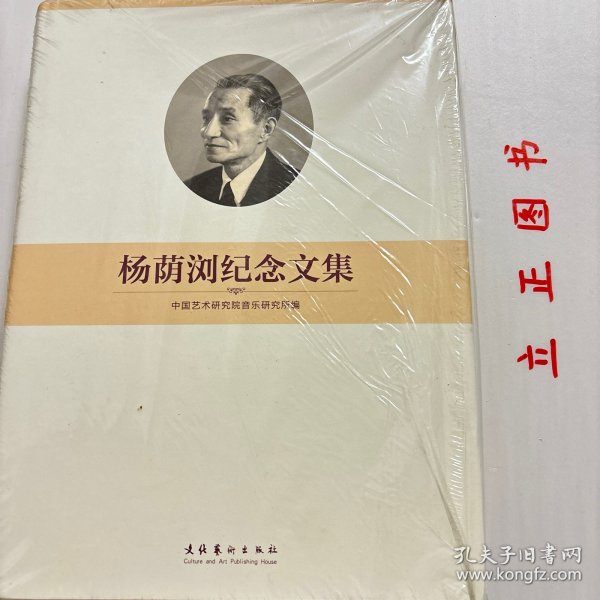 杨荫浏纪念文集
中国艺术研究院音乐研究所编
文化艺术出版社
Culture and Art Publishing House
立正图书
孔夫子旧书网
www.kongfz.com